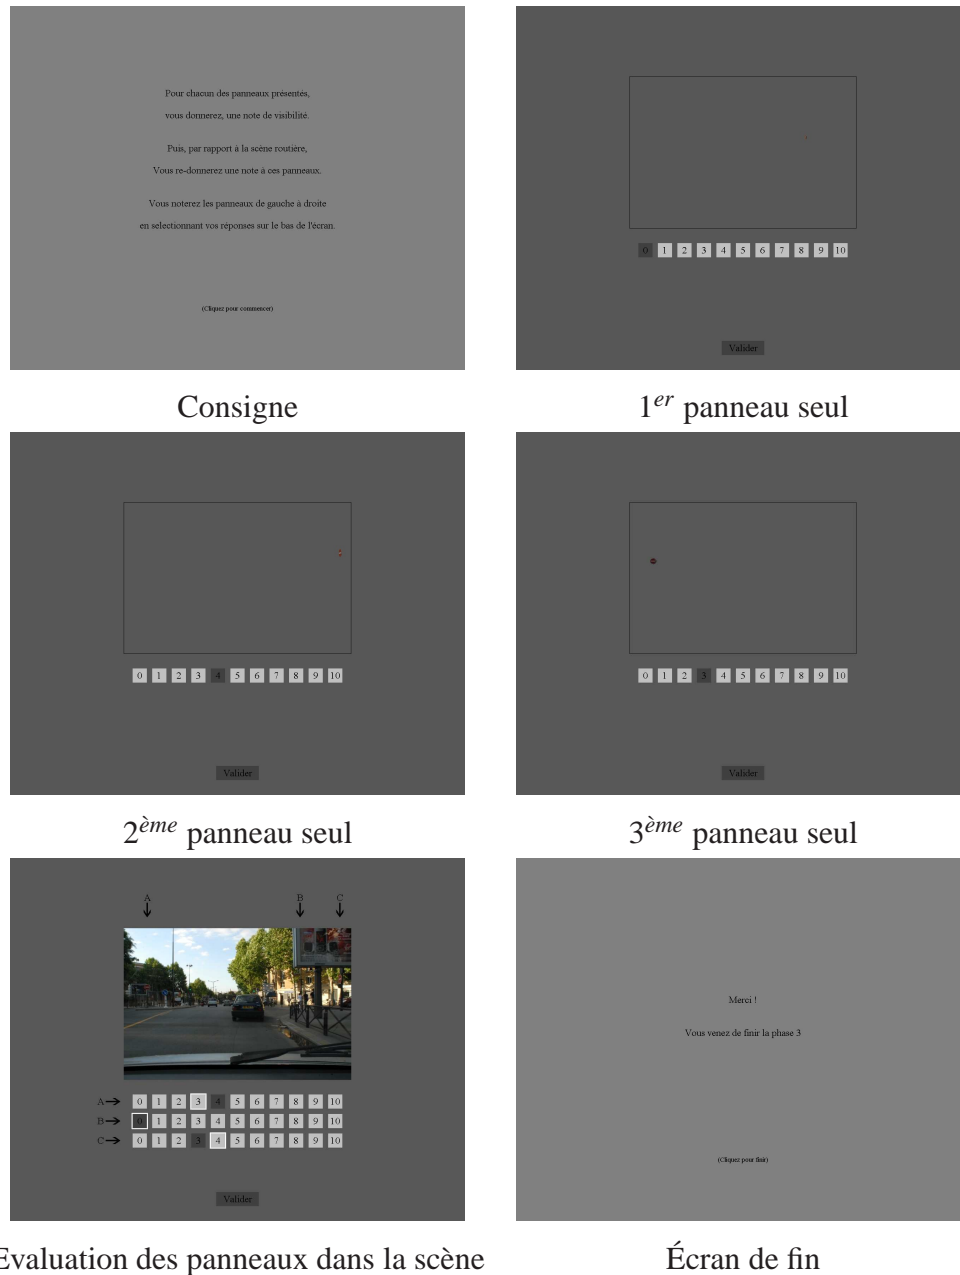 Pour chacun des panneaux présentés,
vous donnerez, une note de visibilité.
Puis, par rapport à la scène routière,
Vous re-donnerez une note à ces panneaux.
Vous noterez les panneaux de gauche à droite
en selectionnant vos réponses sur le bas de l'écran.
(Cliquez pour commencer)
Consigne
0 1 2 3 4 5 6 7 8 9 10
Valider
1er panneau seul
0 1 2 3 4 5 6 7 8 9 10
Valider
2ème panneau seul
0 1 2 3 4 5 6 7 8 9 10
Valider
3ème panneau seul
A B C
A 0 1 2 3 4 5 6 7 8 9 10
B 0 1 2 3 4 5 6 7 8 9 10
C 0 1 2 3 4 5 6 7 8 9 10
Valider
Evaluation des panneaux dans la scène
Merci !
Vous venez de finir la phase 3
(Cliquez pour finir)
Écran de fin